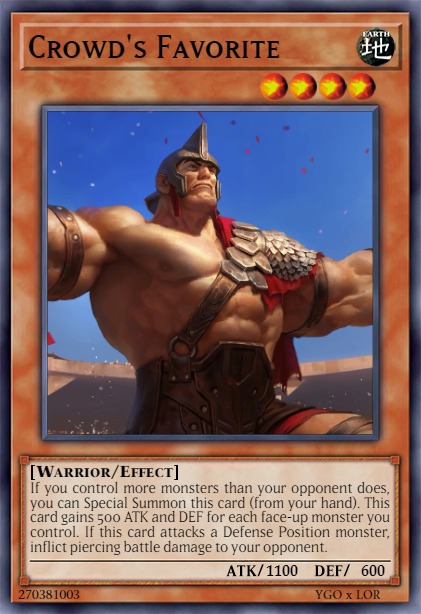 Crowd's Favorite
EARTH
地
[Warrior/Effect]
If you control more monsters than your opponent does,
you can Special Summon this card (from your hand). This
card gains 500 ATK and DEF for each face-up monster you
control. If this card attacks a Defense Position monster,
inflict piercing battle damage to your opponent.
ATK/1100 DEF/ 600
270381003 YGO x LOR